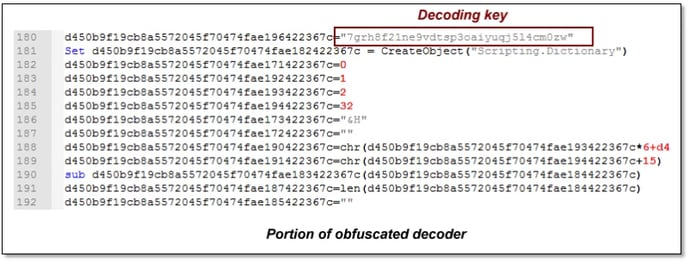 Decoding key
180 d450b9f19cb8a5572045f70474fae196422367c="7grh8f21ne9vdtsp3oaiyuqj5l4cm0zw"
181 Set d450b9f19cb8a5572045f70474fae182422367c = CreateObject("Scripting.Dictionary")
182 d450b9f19cb8a5572045f70474fae171422367c=0
183 d450b9f19cb8a5572045f70474fae192422367c=1
184 d450b9f19cb8a5572045f70474fae193422367c=2
185 d450b9f19cb8a5572045f70474fae194422367c=32
186 d450b9f19cb8a5572045f70474fae173422367c="&H"
187 d450b9f19cb8a5572045f70474fae172422367c=""
188 d450b9f19cb8a5572045f70474fae190422367c=chr(d450b9f19cb8a5572045f70474fae193422367c*6+d4
189 d450b9f19cb8a5572045f70474fae191422367c=chr(d450b9f19cb8a5572045f70474fae194422367c+15)
190 sub d450b9f19cb8a5572045f70474fae183422367c(d450b9f19cb8a5572045f70474fae184422367c)
191 d450b9f19cb8a5572045f70474fae187422367c=len(d450b9f19cb8a5572045f70474fae184422367c)
192 d450b9f19cb8a5572045f70474fae185422367c=""
Portion of obfuscated decoder